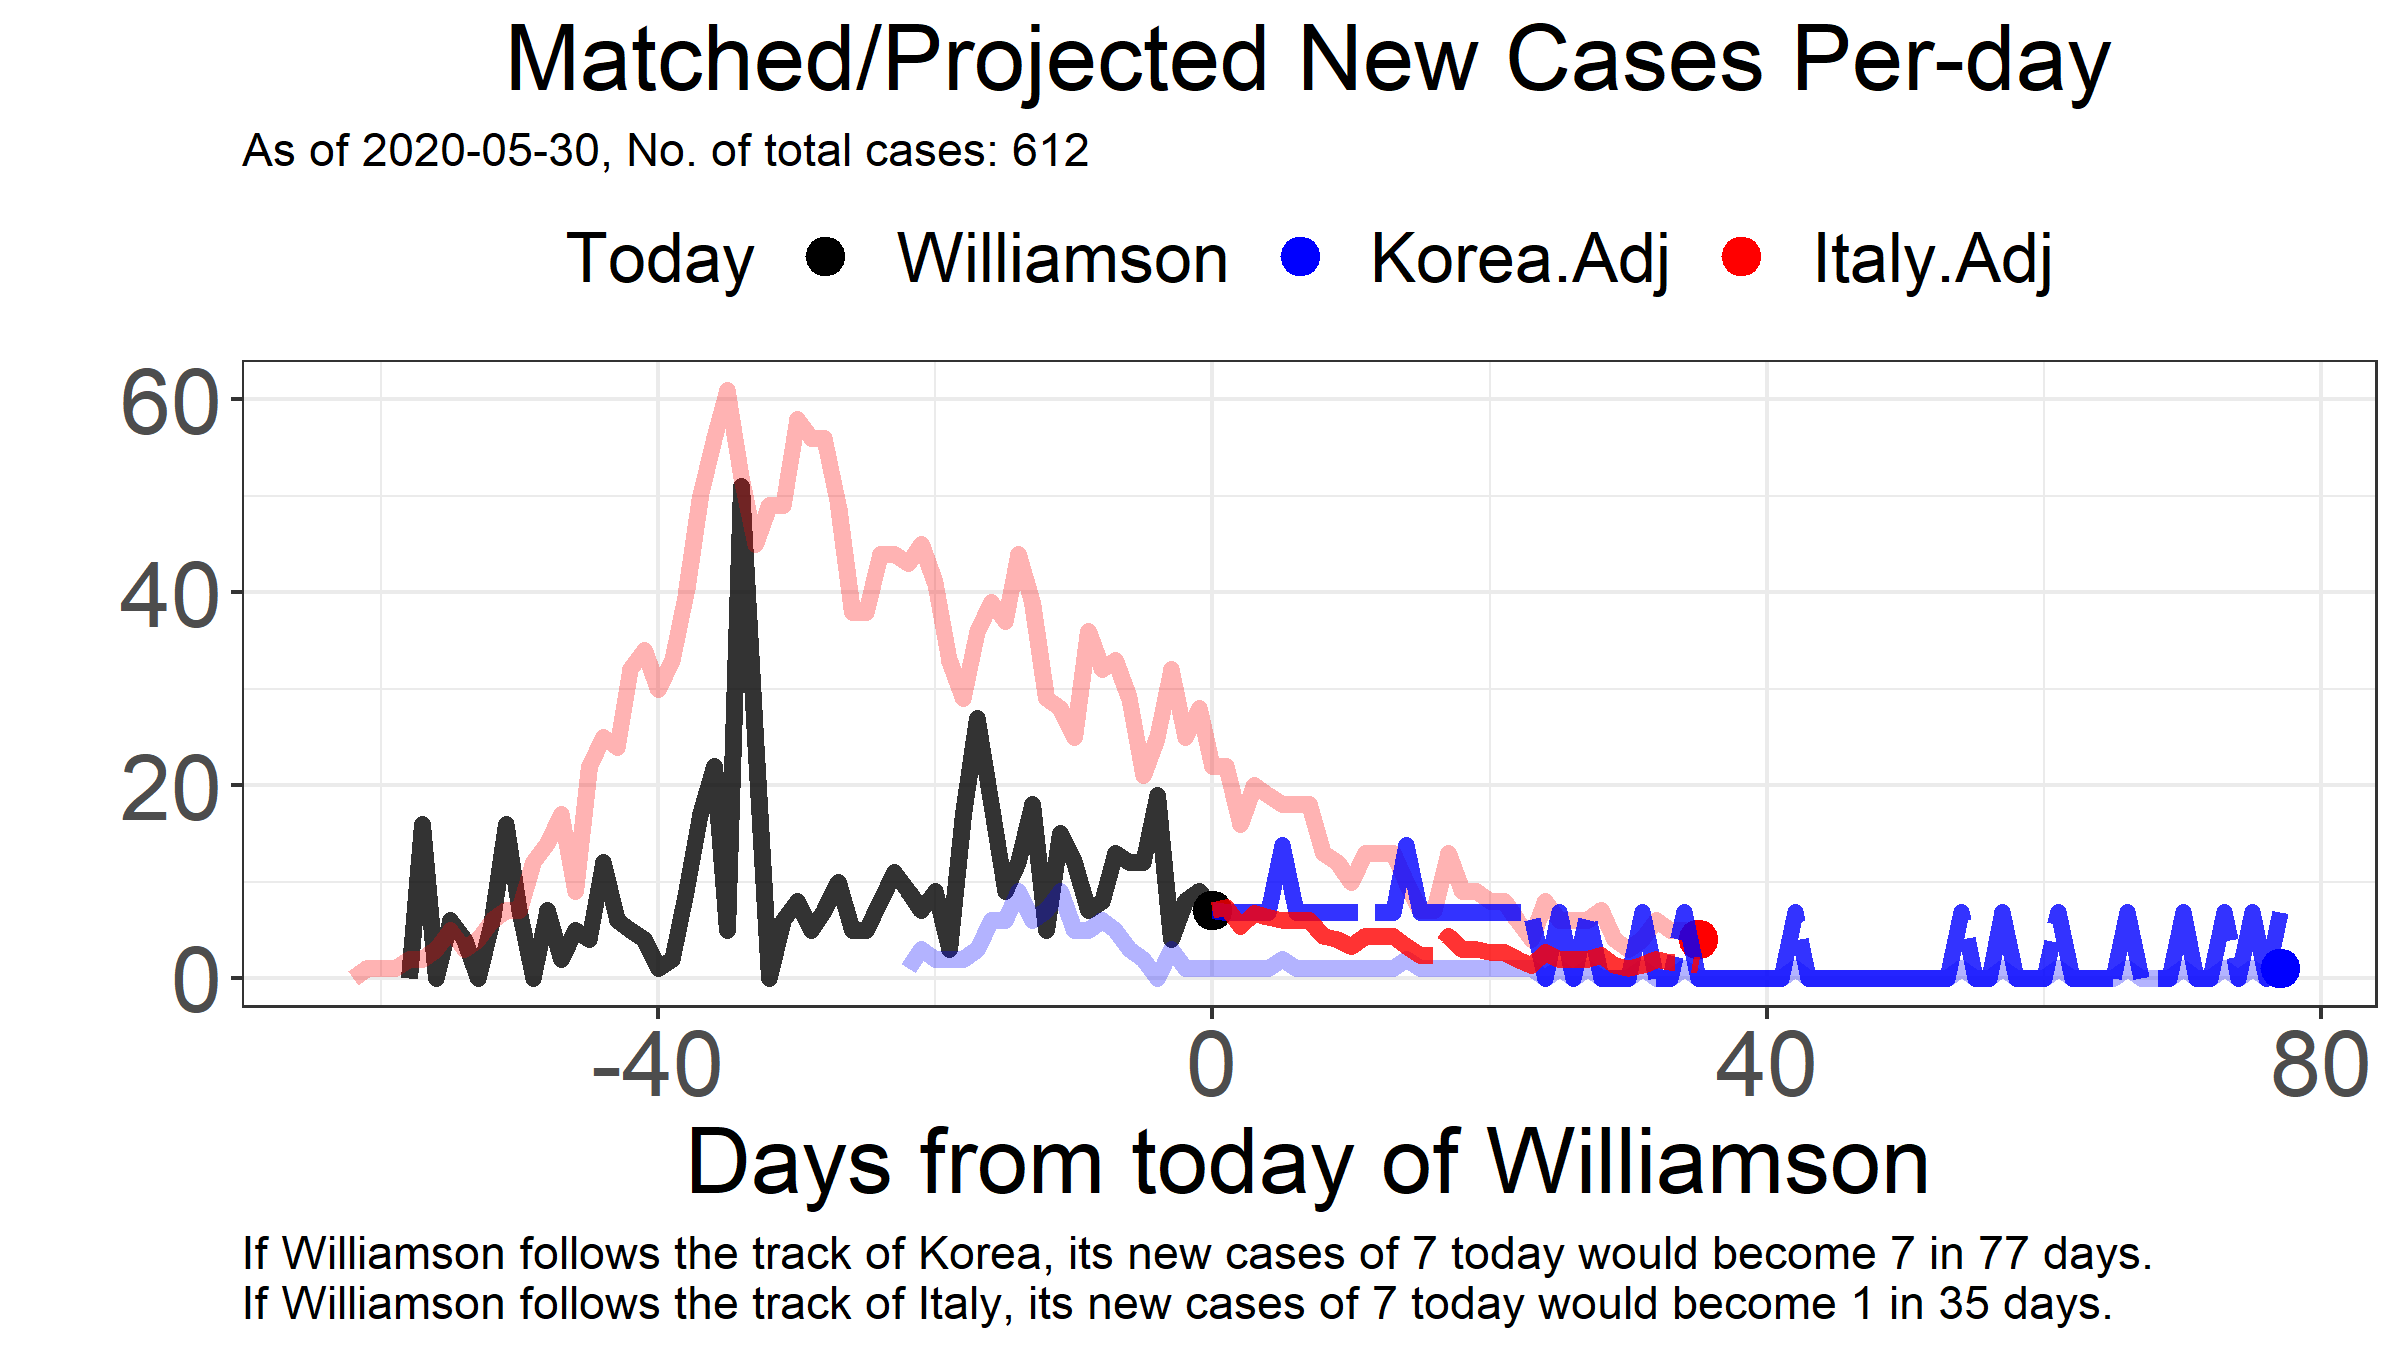 Matched/Projected New Cases Per-day
As of 2020-05-30, No. of total cases: 612
Today Williamson Korea.Adj Italy.Adj
60
40
20
0
-40 0 40 80
Days from today of Williamson
If Williamson follows the track of Korea, its new cases of 7 today would become 7 in 77 days.
If Williamson follows the track of Italy, its new cases of 7 today would become 1 in 35 days.